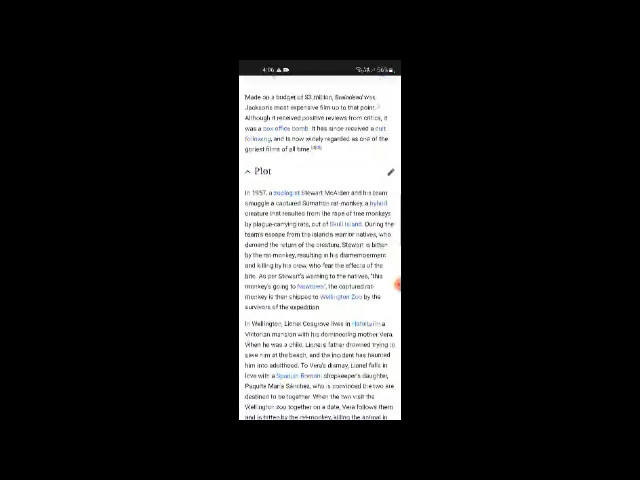 4:06
56%
Made on a budget of $3 million, Braindead was
Jackson's most expensive film up to that point.
Although it received positive reviews from critics, it
was a box office bomb. It has since received a cult
following, and is now widely regarded as one of the
goriest films of all time.
Plot
In 1957, a zoologist Stewart McAlden and his team
smuggle a captured Sumatran rat-monkey, a hybrid
creature that resulted from the rape of tree monkeys
by plague-carrying rats, out of Skull Island. During the
team's escape from the island's warrior natives, who
demand the return of the creature, Stewart is bitten
by the rat-monkey, resulting in his dismemberment
and killing by his crew, who fear the effects of the
bite. As per Stewart's warning to the natives, "this
monkey's going to Newtown", the captured rat-
monkey is then shipped to Wellington Zoo by the
survivors of the expedition.
In Wellington, Lionel Cosgrove lives in a
Victorian mansion with his domineering mother Vera.
When he was a child, Lionel's father drowned trying to
save him at the beach, and the incident has haunted
him into adulthood. To Vera's dismay, Lionel falls in
love with a Spanish Romani shopkeeper's daughter,
Paquita María Sánchez, who is convinced the two are
destined to be together. When the two visit the
Wellington zoo together on a date, Vera follows them
and is bitten by the rat-monkey, killing the animal in